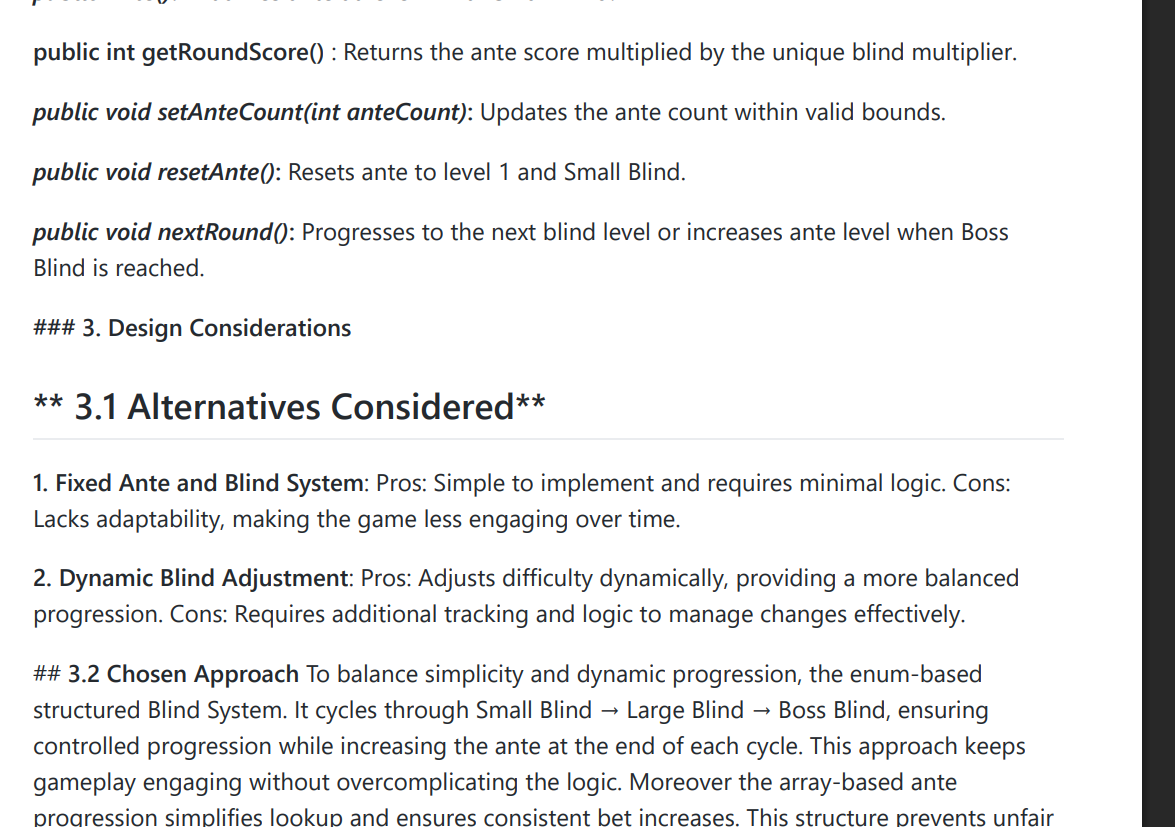 public int getRoundScore() : Returns the ante score multiplied by the unique blind multiplier.
public void setAnteCount(int anteCount): Updates the ante count within valid bounds.
public void resetAnte(): Resets ante to level 1 and Small Blind.
public void nextRound(): Progresses to the next blind level or increases ante level when Boss
Blind is reached.
### 3. Design Considerations
** 3.1 Alternatives Considered**
1. Fixed Ante and Blind System: Pros: Simple to implement and requires minimal logic. Cons:
Lacks adaptability, making the game less engaging over time.
2. Dynamic Blind Adjustment: Pros: Adjusts difficulty dynamically, providing a more balanced
progression. Cons: Requires additional tracking and logic to manage changes effectively.
## 3.2 Chosen Approach To balance simplicity and dynamic progression, the enum-based
structured Blind System. It cycles through Small Blind → Large Blind → Boss Blind, ensuring
controlled progression while increasing the ante at the end of each cycle. This approach keeps
gameplay engaging without overcomplicating the logic. Moreover the array-based ante
progression simplifies lookup and ensures consistent bet increases. This structure prevents unfair